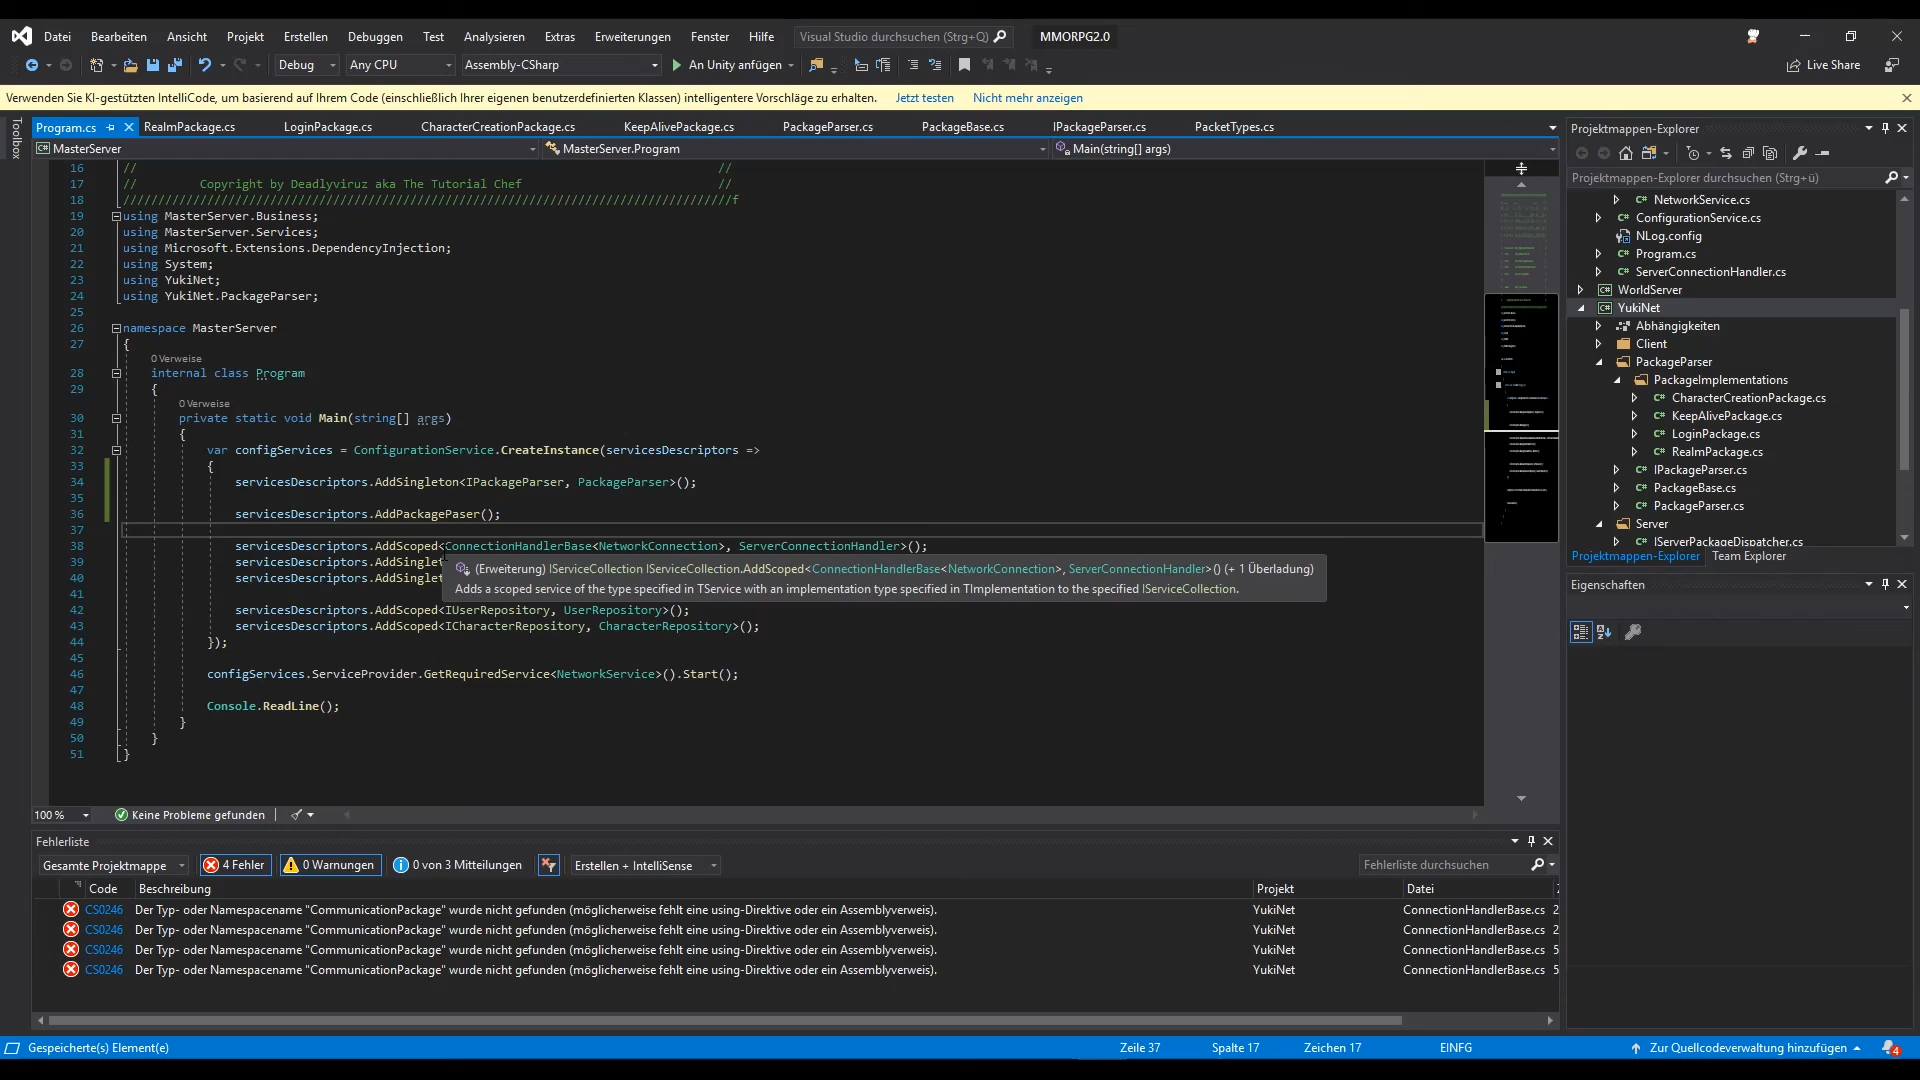 Datei Bearbeiten Ansicht Projekt Erstellen Debuggen Test Analysieren Extras Erweiterungen Fenster Hilfe Visual Studio durchsuchen (Strg+Q) MMORPG2.0
Debug Any CPU Assembly-CSharp An Unity anfügen Live Share
Verwenden Sie KI-gestützten IntelliCode, um basierend auf Ihrem Code (einschließlich Ihrer eigenen benutzerdefinierten Klassen) intelligentere Vorschläge zu erhalten. Jetzt testen Nicht mehr anzeigen
Toolbox
Program.cs RealmPackage.cs LoginPackage.cs CharacterCreationPackage.cs KeepAlivePackage.cs PackageParser.cs PackageBase.cs IPackageParser.cs PacketTypes.cs
MasterServer MasterServer.Program Main(string[] args)
16 // //
17 // Copyright by Deadlyviruz aka The Tutorial Chef //
18 ////////////////////////////////////////////////////////////////////////////////////////f
19 using MasterServer.Business;
20 using MasterServer.Services;
21 using Microsoft.Extensions.DependencyInjection;
22 using System;
23 using YukiNet;
24 using YukiNet.PackageParser;
25
26 namespace MasterServer
27 {
0 Verweise
28 internal class Program
29 {
0 Verweise
30 private static void Main(string[] args)
31 {
32 var configServices = ConfigurationService.CreateInstance(servicesDescriptors =>
33 {
34 servicesDescriptors.AddSingleton<IPackageParser, PackageParser>();
35
36 servicesDescriptors.AddPackagePaser();
37
38 servicesDescriptors.AddScoped<ConnectionHandlerBase<NetworkConnection>, ServerConnectionHandler>();
39 servicesDescriptors.AddSinglet
40 servicesDescriptors.AddSinglet
(Erweiterung) IServiceCollection IServiceCollection.AddScoped<ConnectionHandlerBase<NetworkConnection>, ServerConnectionHandler>() (+ 1 Überladung)
Adds a scoped service of the type specified in TService with an implementation type specified in TImplementation to the specified IServiceCollection.
41
42 servicesDescriptors.AddScoped<IUserRepository, UserRepository>();
43 servicesDescriptors.AddScoped<ICharacterRepository, CharacterRepository>();
44 });
45
46 configServices.ServiceProvider.GetRequiredService<NetworkService>().Start();
47
48 Console.ReadLine();
49 }
50 }
51 }
100 % Keine Probleme gefunden
Fehlerliste
Gesamte Projektmappe 4 Fehler 0 Warnungen 0 von 3 Mitteilungen Erstellen + IntelliSense Fehlerliste durchsuchen
Code Beschreibung Projekt Datei Z
CS0246 Der Typ- oder Namespacename "CommunicationPackage" wurde nicht gefunden (möglicherweise fehlt eine using-Direktive oder ein Assemblyverweis). YukiNet ConnectionHandlerBase.cs 2
CS0246 Der Typ- oder Namespacename "CommunicationPackage" wurde nicht gefunden (möglicherweise fehlt eine using-Direktive oder ein Assemblyverweis). YukiNet ConnectionHandlerBase.cs 2
CS0246 Der Typ- oder Namespacename "CommunicationPackage" wurde nicht gefunden (möglicherweise fehlt eine using-Direktive oder ein Assemblyverweis). YukiNet ConnectionHandlerBase.cs 5
CS0246 Der Typ- oder Namespacename "CommunicationPackage" wurde nicht gefunden (möglicherweise fehlt eine using-Direktive oder ein Assemblyverweis). YukiNet ConnectionHandlerBase.cs 5
Projektmappen-Explorer
Projektmappen-Explorer durchsuchen (Strg+ü)
NetworkService.cs
ConfigurationService.cs
NLog.config
Program.cs
ServerConnectionHandler.cs
WorldServer
YukiNet
Abhängigkeiten
Client
PackageParser
PackageImplementations
CharacterCreationPackage.cs
KeepAlivePackage.cs
LoginPackage.cs
RealmPackage.cs
IPackageParser.cs
PackageBase.cs
PackageParser.cs
Server
IServerPackageDispatcher.cs
Projektmappen-Explorer Team Explorer
Eigenschaften
Gespeicherte(s) Element(e) Zeile 37 Spalte 17 Zeichen 17 EINFG Zur Quellcodeverwaltung hinzufügen 4